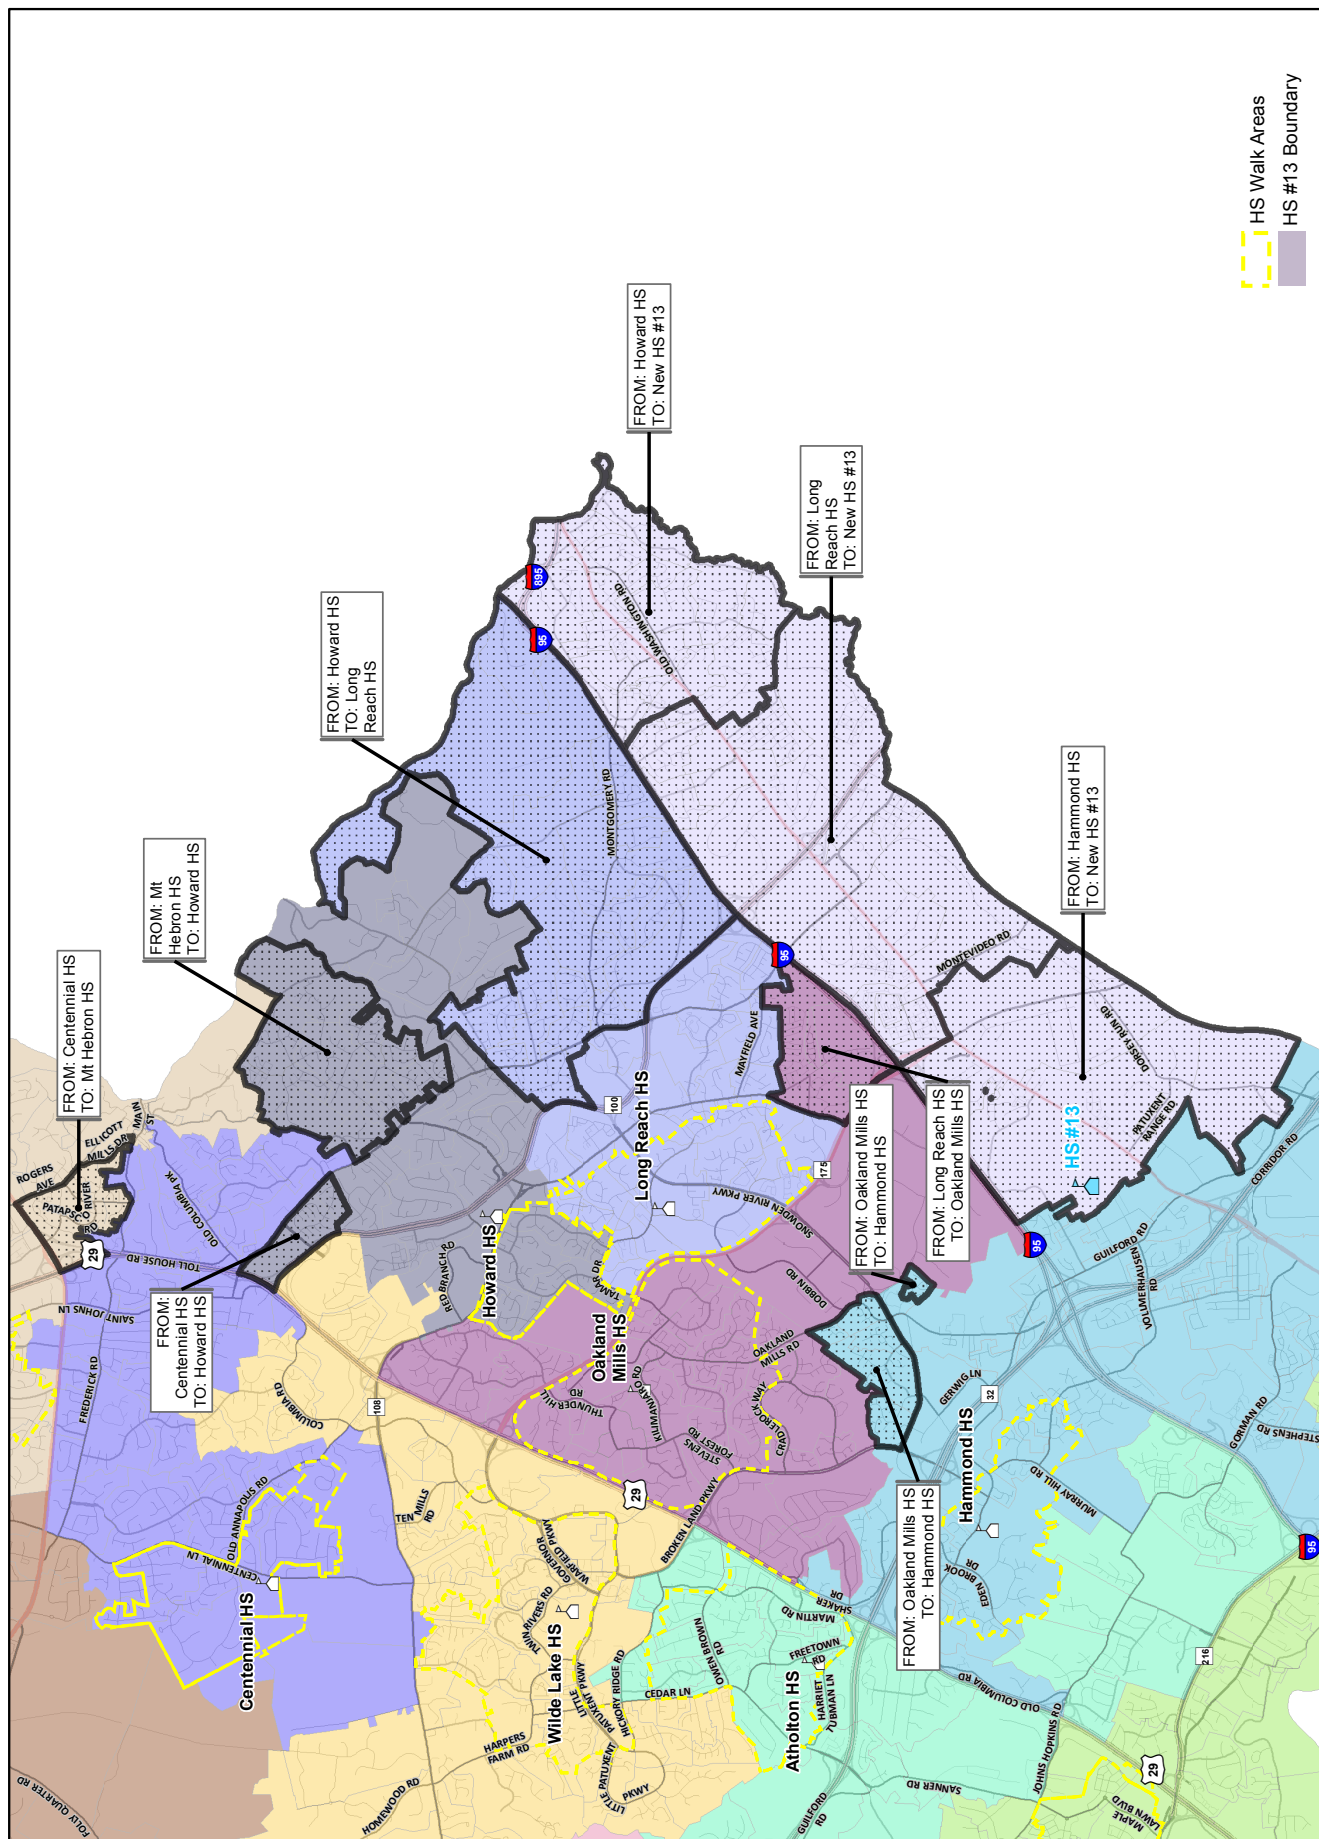 HS Walk Areas
HS #13 Boundary
FROM: Centennial HS
TO: Mt Hebron HS
FROM: Mt
Hebron HS
TO: Howard HS
FROM: Howard HS
TO: Long
Reach HS
FROM: Howard HS
TO: New HS #13
FROM: Long
Reach HS
TO: New HS #13
FROM: Hammond HS
TO: New HS #13
FROM:
Centennial HS
TO: Howard HS
FROM: Oakland Mills HS
TO: Hammond HS
FROM: Long Reach HS
TO: Oakland Mills HS
FROM: Oakland Mills HS
TO: Hammond HS
Centennial HS
Wilde Lake HS
Atholton HS
Howard HS
Oakland
Mills HS
Long Reach HS
Hammond HS
HS #13
ROGERS
AVE
ELLICOTT
MILLS DR
MAIN
ST
PATAPSCO RIVER
RD
29
TOLL HOUSE RD
OLD COLUMBIA PK
SAINT JOHNS LN
FREDERICK RD
COLUMBIA RD
108
CENTENNIAL LN
OLD ANNAPOLIS RD
TEN MILLS
RD
FOLLY QUARTER RD
HOMEWOOD RD
HARPERS
FARM RD
TWIN RIVERS RD
GOVERNOR
WARFIELD PKWY
LITTLE
PATUXENT PKWY
HICKORY RIDGE RD
LITTLE PATUXENT
PKWY
CEDAR LN
OWEN BROWN
RD
BROKEN LAND PKWY
29
MARTIN RD
SHAKER
DR
FREETOWN
RD
HARRIET
TUBMAN LN
GUILFORD
RD
SANNER RD
JOHNS HOPKINS RD
OLD COLUMBIA RD
MAPLE
LAWN BLVD
29
216
RED BRANCH RD
TAMAR DR
THUNDER HILL
RD
KILIMANJARO RD
STEVENS
FOREST RD
CRADLEROCK WAY
OAKLAND
MILLS RD
DOBBIN RD
SNOWDEN RIVER PKWY
175
100
MAYFIELD AVE
MONTGOMERY RD
OLD WASHINGTON RD
895
95
95
MONTEVIDEO RD
DORSEY RUN RD
PATUXENT
RANGE RD
CORRIDOR RD
95
GUILFORD RD
VOLLMERHAUSEN
RD
GERWIG LN
32
MURRAY HILL RD
EDEN BROOK
DR
GORMAN RD
STEPHENS RD
95